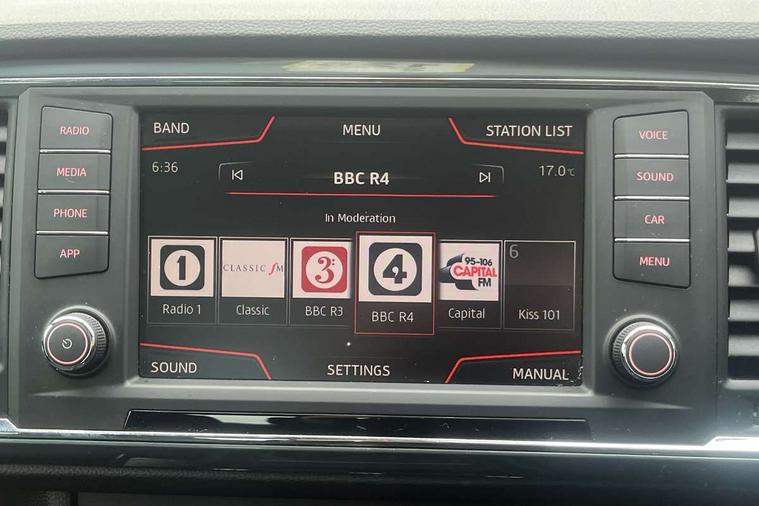 RADIO
MEDIA
PHONE
APP
BAND
MENU
STATION LIST
6:36
BBC R4
17.0°C
In Moderation
1
Radio 1
CLASSIC fM
Classic
3
BBC R3
4
BBC R4
95-106
CAPITAL
FM
Capital
6
Kiss 101
SOUND
SETTINGS
MANUAL
VOICE
SOUND
CAR
MENU